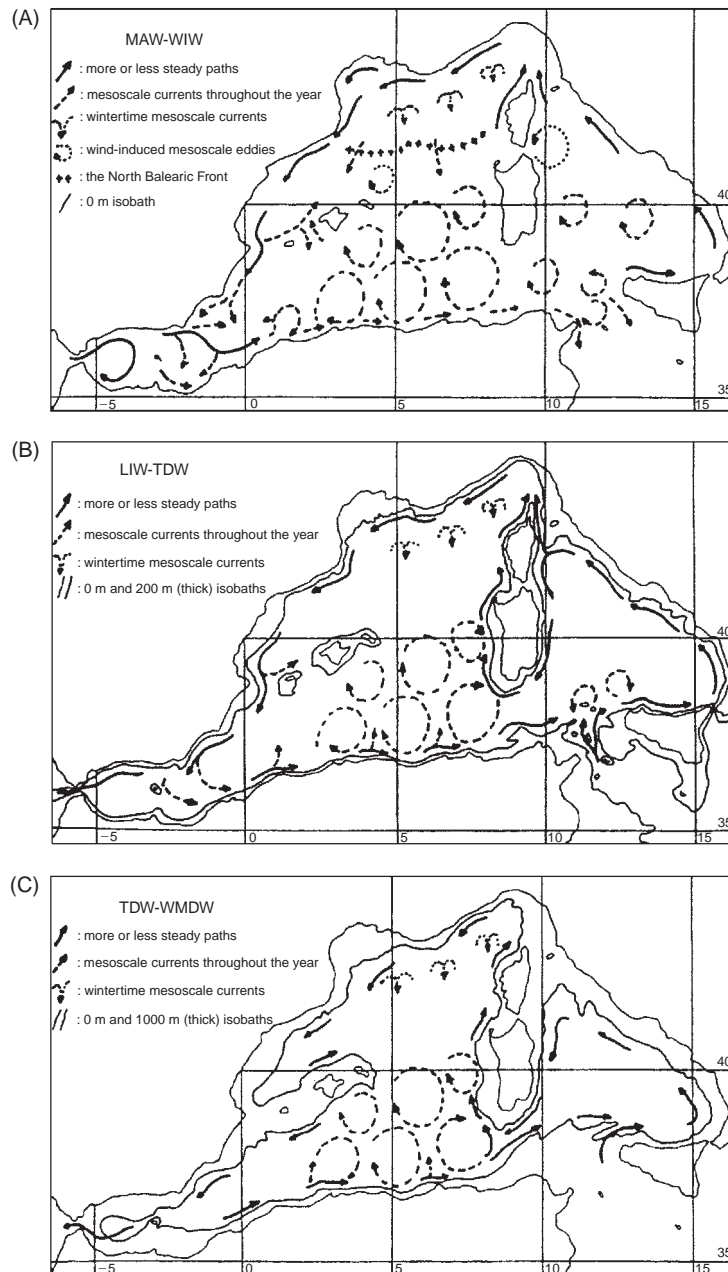 (A)
MAW-WIW
: more or less steady paths
: mesoscale currents throughout the year
: wintertime mesoscale currents
: wind-induced mesoscale eddies
: the North Balearic Front
: 0 m isobath
40
35
−5
0
5
10
15
(B)
LIW-TDW
: more or less steady paths
: mesoscale currents throughout the year
: wintertime mesoscale currents
: 0 m and 200 m (thick) isobaths
40
35
−5
0
5
10
15
(C)
TDW-WMDW
: more or less steady paths
: mesoscale currents throughout the year
: wintertime mesoscale currents
: 0 m and 1000 m (thick) isobaths
40
35
−5
0
5
10
15